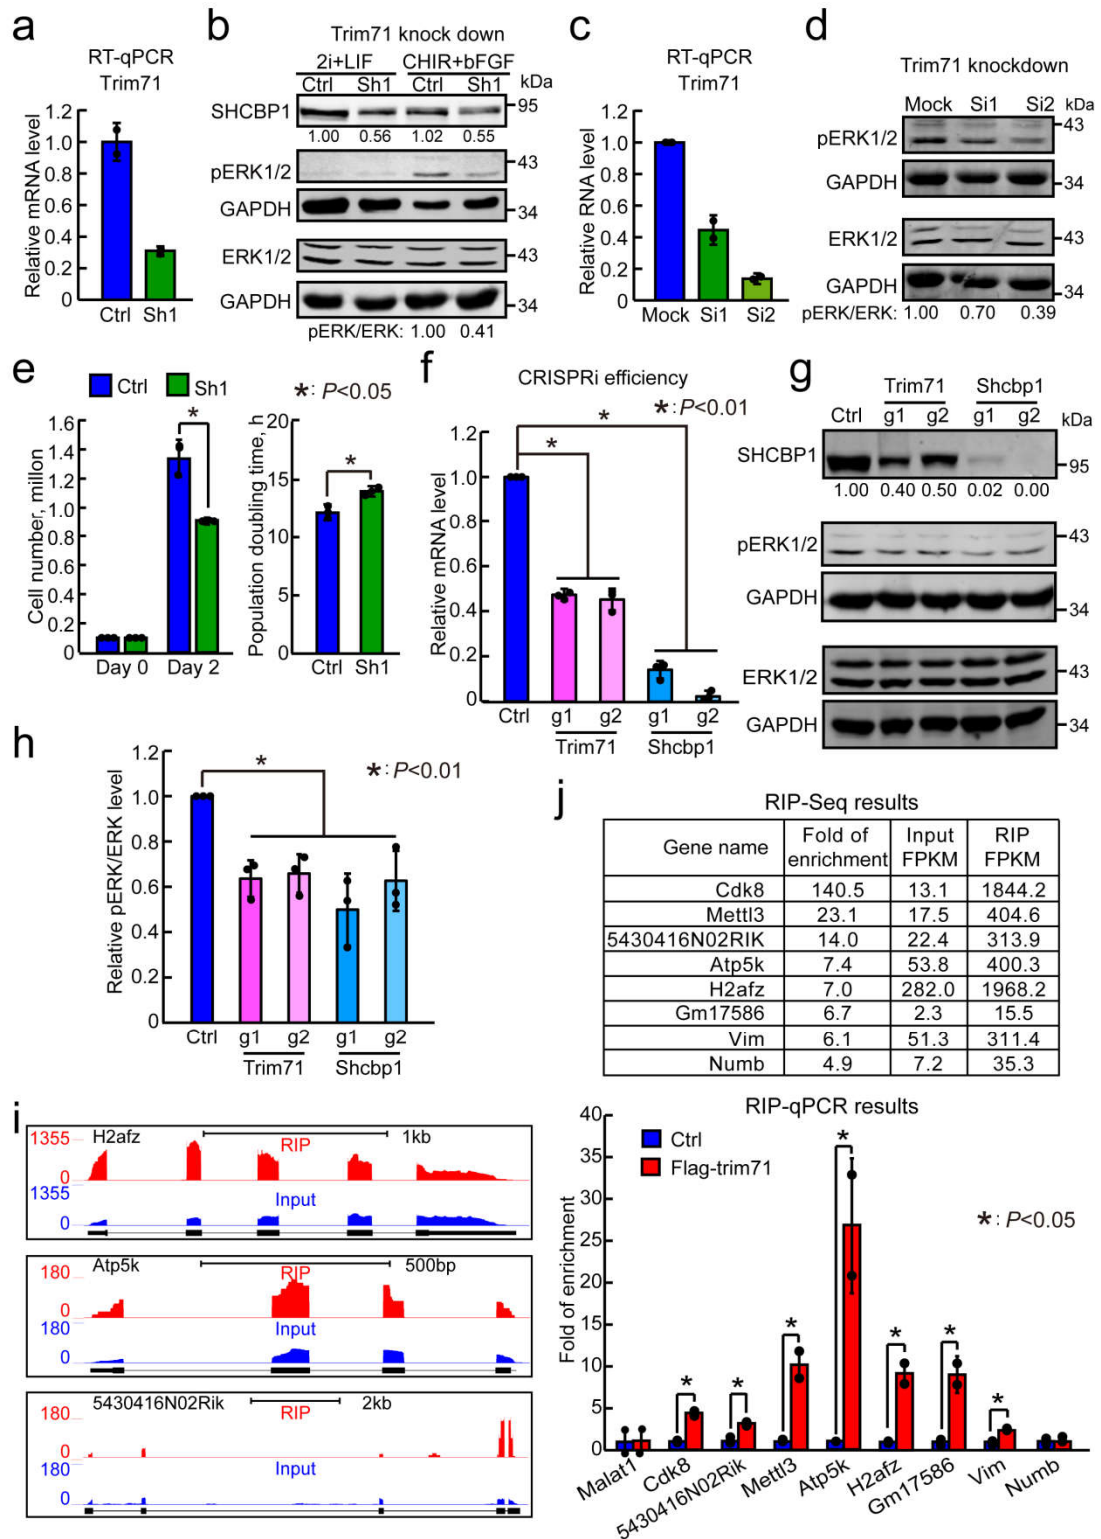 a
RT-qPCR
Trim71
Relative mRNA level
1.2
1.0
0.8
0.6
0.4
0.2
0
Ctrl Sh1
b
Trim71 knock down
2i+LIF CHIR+bFGF
Ctrl Sh1 Ctrl Sh1 kDa
SHCBP1 95
1.00 0.56 1.02 0.55
pERK1/2 43
GAPDH 34
ERK1/2 43
GAPDH 34
pERK/ERK: 1.00 0.41
c
RT-qPCR
Trim71
Relative RNA level
1.2
1.0
0.8
0.6
0.4
0.2
0
Mock Si1 Si2
d
Trim71 knockdown
Mock Si1 Si2 kDa
pERK1/2 43
GAPDH 34
ERK1/2 43
GAPDH 34
pERK/ERK: 1.00 0.70 0.39
e
Ctrl Sh1
*: P<0.05
Cell number, millon
1.6
1.4
1.2
1.0
0.8
0.6
0.4
0.2
0
*
Day 0 Day 2
Population doubling time, h
20
15
10
5
0
*
Ctrl Sh1
f
CRISPRi efficiency
*: P<0.01
Relative mRNA level
1.2
1.0
0.8
0.6
0.4
0.2
0
* *
Ctrl g1 g2 g1 g2
Trim71 Shcbp1
g
Trim71 Shcbp1
Ctrl g1 g2 g1 g2 kDa
SHCBP1 95
1.00 0.40 0.50 0.02 0.00
pERK1/2 43
GAPDH 34
ERK1/2 43
GAPDH 34
h
*: P<0.01
Relative pERK/ERK level
1.2
1.0
0.8
0.6
0.4
0.2
0
*
Ctrl g1 g2 g1 g2
Trim71 Shcbp1
i
H2afz 1kb
1355 RIP
0
1355 Input
0
Atp5k 500bp
180 RIP
0
180 Input
0
5430416N02Rik 2kb
180 RIP
0
180 Input
0
j
RIP-Seq results
Gene name Fold of enrichment Input FPKM RIP FPKM
Cdk8 140.5 13.1 1844.2
Mettl3 23.1 17.5 404.6
5430416N02RIK 14.0 22.4 313.9
Atp5k 7.4 53.8 400.3
H2afz 7.0 282.0 1968.2
Gm17586 6.7 2.3 15.5
Vim 6.1 51.3 311.4
Numb 4.9 7.2 35.3
RIP-qPCR results
Ctrl
Flag-trim71
*: P<0.05
Fold of enrichment
40
35
30
25
20
15
10
5
0
* * * * * * *
Malat1 Cdk8 5430416N02Rik Mettl3 Atp5k H2afz Gm17586 Vim Numb